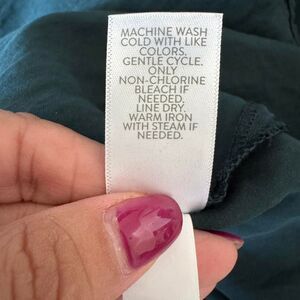 MACHINE WASH
COLD WITH LIKE
COLORS.
GENTLE CYCLE.
ONLY
NON-CHLORINE
BLEACH IF
NEEDED.
LINE DRY.
WARM IRON
WITH STEAM IF
NEEDED.